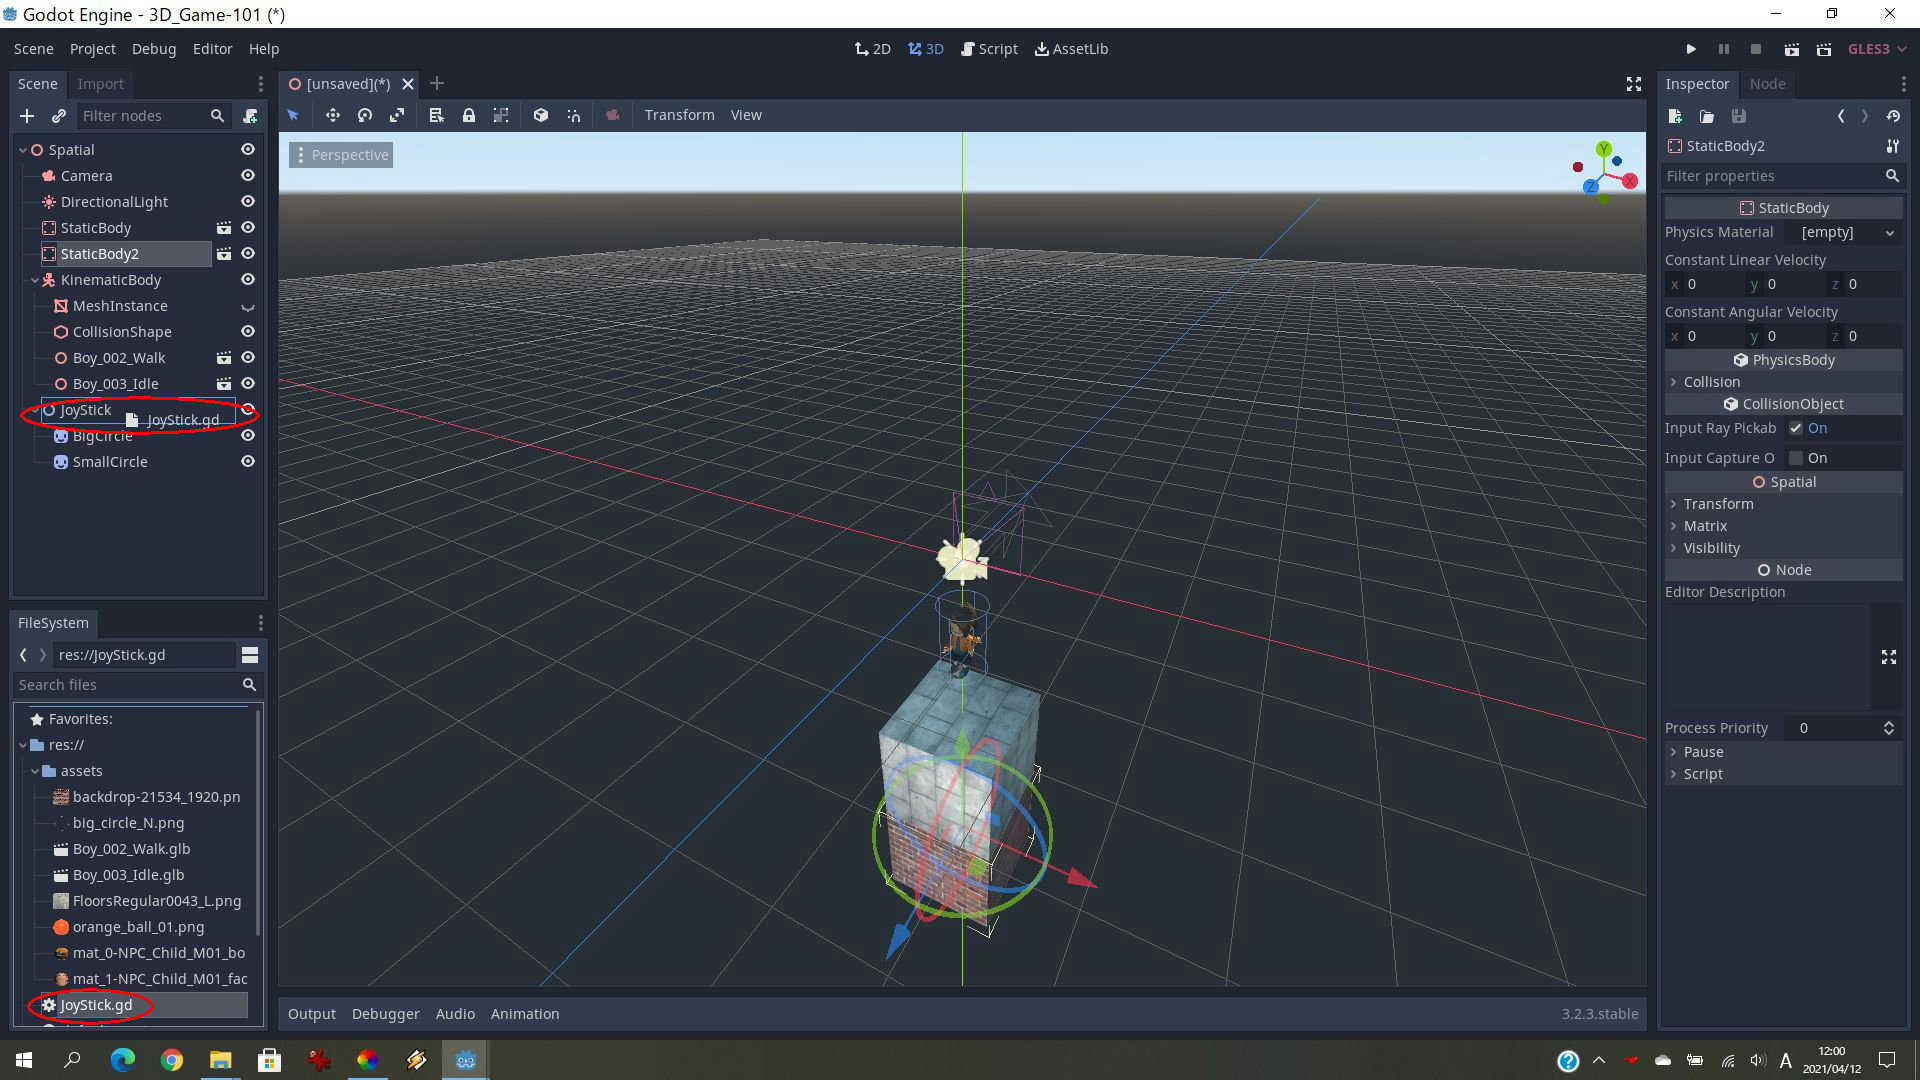 Godot Engine - 3D_Game-101 (*)
Scene Project Debug Editor Help
2D 3D Script AssetLib
GLES3
Scene Import
[unsaved](*)
Inspector Node
Filter nodes
Transform View
StaticBody2
Perspective
Filter properties
Y
X
Z
Spatial
Camera
DirectionalLight
StaticBody
StaticBody2
KinematicBody
MeshInstance
CollisionShape
Boy_002_Walk
Boy_003_Idle
JoyStick
JoyStick.gd
BigCircle
SmallCircle
StaticBody
Physics Material [empty]
Constant Linear Velocity
x 0 y 0 z 0
Constant Angular Velocity
x 0 y 0 z 0
PhysicsBody
Collision
CollisionObject
Input Ray Pickab On
Input Capture O On
Spatial
Transform
Matrix
Visibility
Node
Editor Description
Process Priority 0
Pause
Script
FileSystem
res://JoyStick.gd
Search files
Favorites:
res://
assets
backdrop-21534_1920.pn
big_circle_N.png
Boy_002_Walk.glb
Boy_003_Idle.glb
FloorsRegular0043_L.png
orange_ball_01.png
mat_0-NPC_Child_M01_bo
mat_1-NPC_Child_M01_fac
JoyStick.gd
Output Debugger Audio Animation
3.2.3.stable
A
12:00
2021/04/12